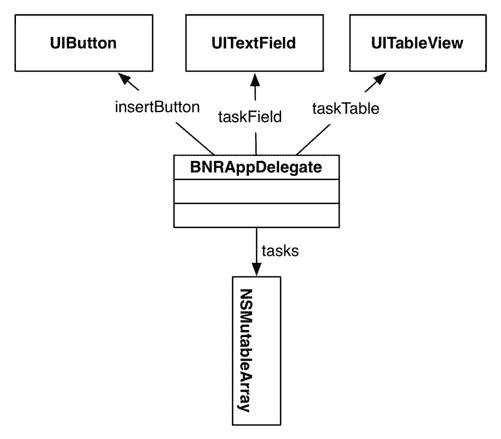 UIButton
UITextField
UITableView
insertButton
taskField
taskTable
BNRAppDelegate
tasks
NSMutableArray